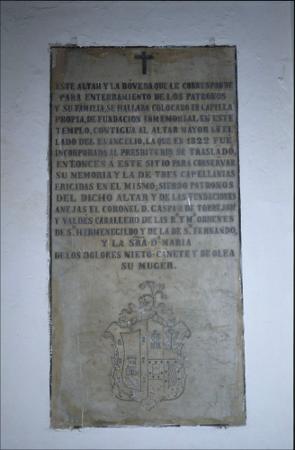 ESTE ALTAR Y LA BOVEDA QUE LE CORRESPONDE
PARA ENTERRAMIENTO DE LOS PATRONOS
Y SU FAMILIA, SE HALLABA COLOCADO EN CAPILLA
PROPIA, DE FUNDACION INMEMORIAL, EN ESTE
TEMPLO, CONTIGUA AL ALTAR MAYOR EN EL
LADO DEL EVANGELIO, LA QUE EN 1822 FUE
INCORPORADA AL PRESBITERIO. SE TRASLADO,
ENTONCES A ESTE SITIO PARA CONSERVAR
SU MEMORIA Y LA DE TRES CAPELLANIAS
ERIGIDAS EN EL MISMO; SIENDO PATRONOS
DEL DICHO ALTAR Y DE LAS FUNDACIONES
ANEJAS EL CORONEL D. GASPAR DE TORREJON
Y VALDES CABALLERO DE LAS R. Y M. ORDENES
DE S. HERMENEGILDO Y DE LA DE S. FERNANDO,
Y LA SRA Dª MARIA
DE LOS DOLORES NIETO-CAÑETE Y DE OLEA
SU MUGER.